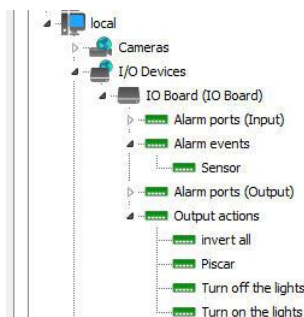 local
Cameras
I/O Devices
IO Board (IO Board)
Alarm ports (Input)
Alarm events
Sensor
Alarm ports (Output)
Output actions
invert all
Piscar
Turn off the lights
Turn on the lights